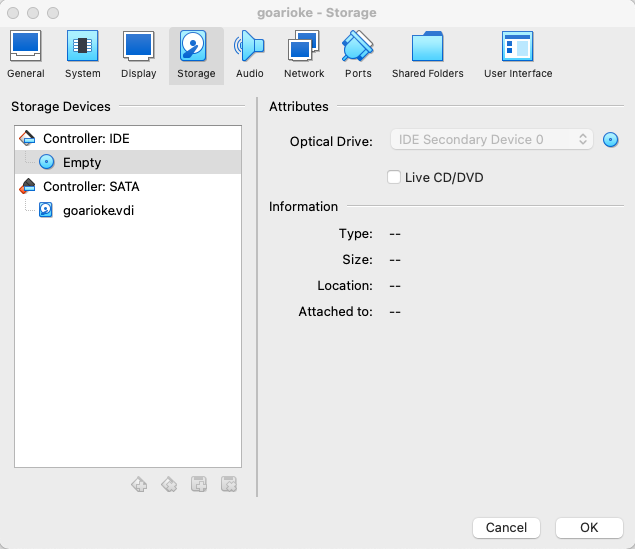 goarioke - Storage
General System Display Storage Audio Network Ports Shared Folders User Interface
Storage Devices
Controller: IDE
Empty
Controller: SATA
goarioke.vdi
Attributes
Optical Drive: IDE Secondary Device 0
Live CD/DVD
Information
Type: --
Size: --
Location: --
Attached to: --
Cancel OK